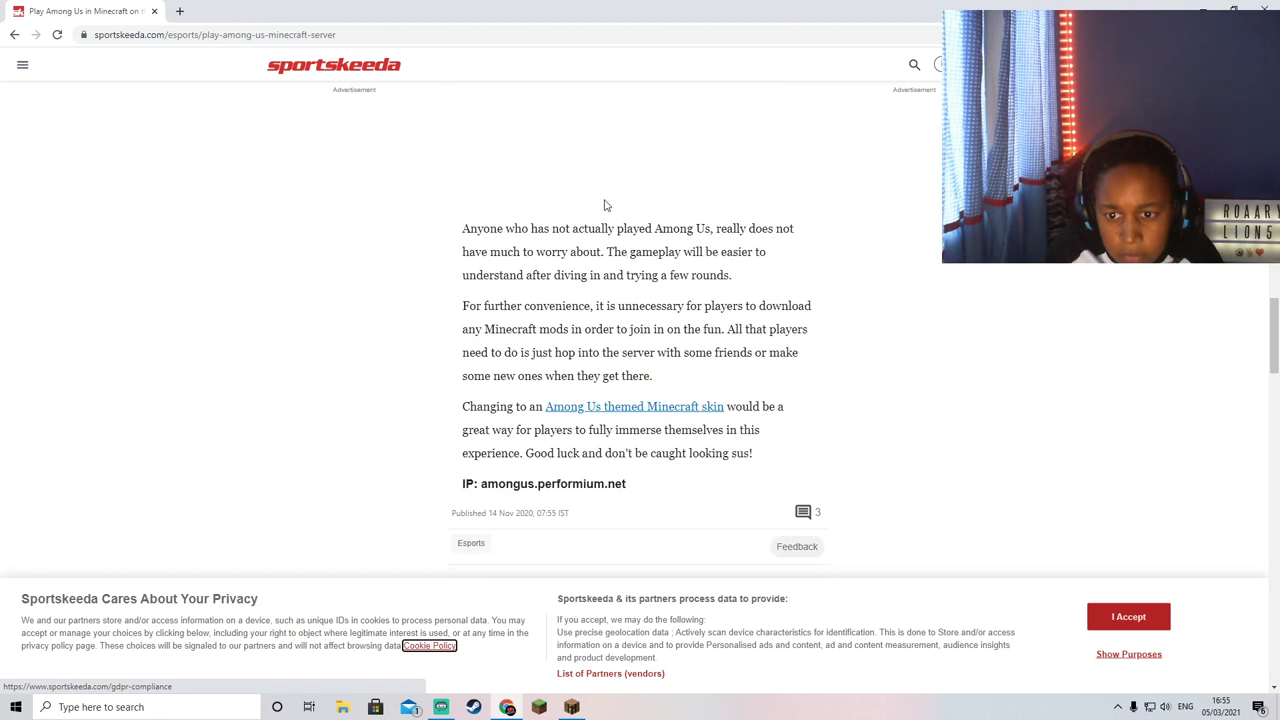 Play Among Us in Minecraft on t
sportskeeda.com/esports/play-among-us-minecraft-server
sportskeeda
Advertisement
Advertisement
ROAARY
LION5
Anyone who has not actually played Among Us, really does not
have much to worry about. The gameplay will be easier to
understand after diving in and trying a few rounds.
For further convenience, it is unnecessary for players to download
any Minecraft mods in order to join in on the fun. All that players
need to do is just hop into the server with some friends or make
some new ones when they get there.
Changing to an Among Us themed Minecraft skin would be a
great way for players to fully immerse themselves in this
experience. Good luck and don't be caught looking sus!
IP: amongus.performium.net
Published 14 Nov 2020, 07:55 IST
3
Esports
Feedback
Sportskeeda Cares About Your Privacy
We and our partners store and/or access information on a device, such as unique IDs in cookies to process personal data. You may
accept or manage your choices by clicking below, including your right to object where legitimate interest is used, or at any time in the
privacy policy page. These choices will be signaled to our partners and will not affect browsing data. Cookie Policy
Sportskeeda & its partners process data to provide:
If you accept, we may do the following:
Use precise geolocation data ; Actively scan device characteristics for identification. This is done to Store and/or access
information on a device and to provide Personalised ads and content, ad and content measurement, audience insights
and product development.
List of Partners (vendors)
I Accept
Show Purposes
https://www.sportskeeda.com/gdpr-compliance
Type here to search
1
ENG
16:55
05/03/2021
6